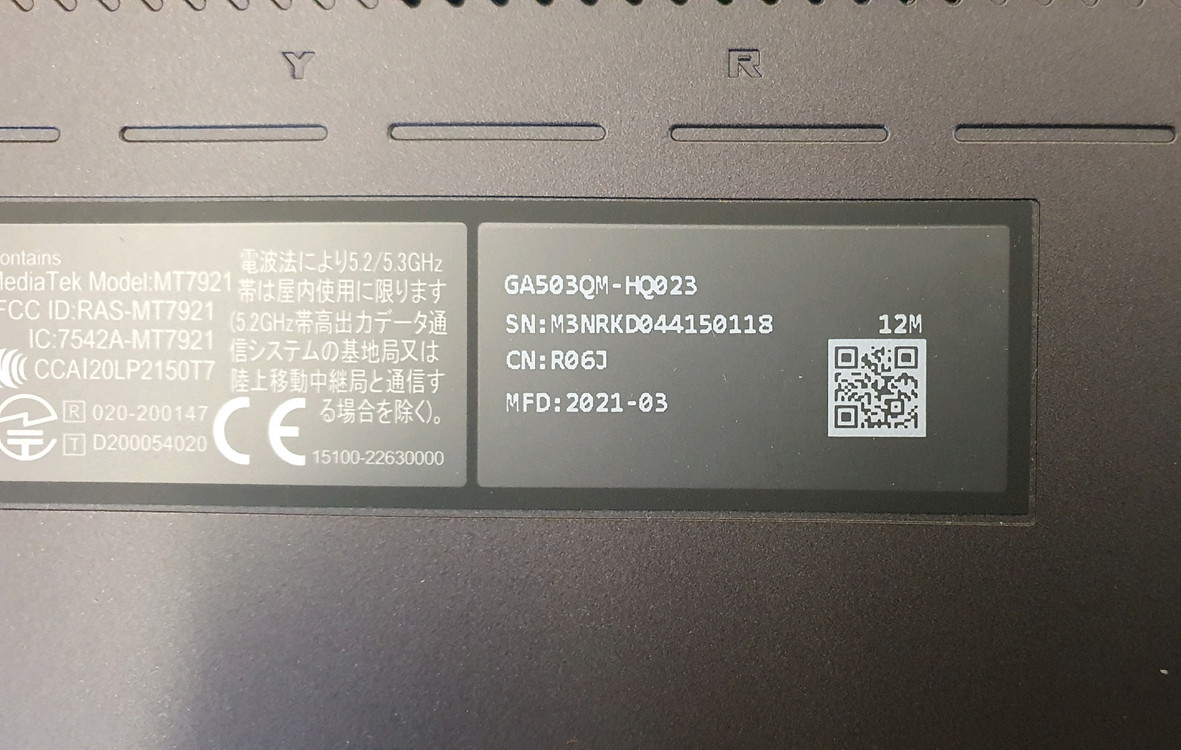 Y R
ontains
MediaTek Model:MT7921
FCC ID:RAS-MT7921
IC:7542A-MT7921
CCAI20LP2150T7
R 020-200147
T D200054020
CE
電波法により5.2/5.3GHz
帯は屋内使用に限ります
(5.2GHz帯高出力データ通
信システムの基地局又は
陸上移動中継局と通信す
る場合を除く)。
15100-22630000
GA503QM-HQ023
SN:M3NRKD044150118
CN:R06J
MFD:2021-03
12M